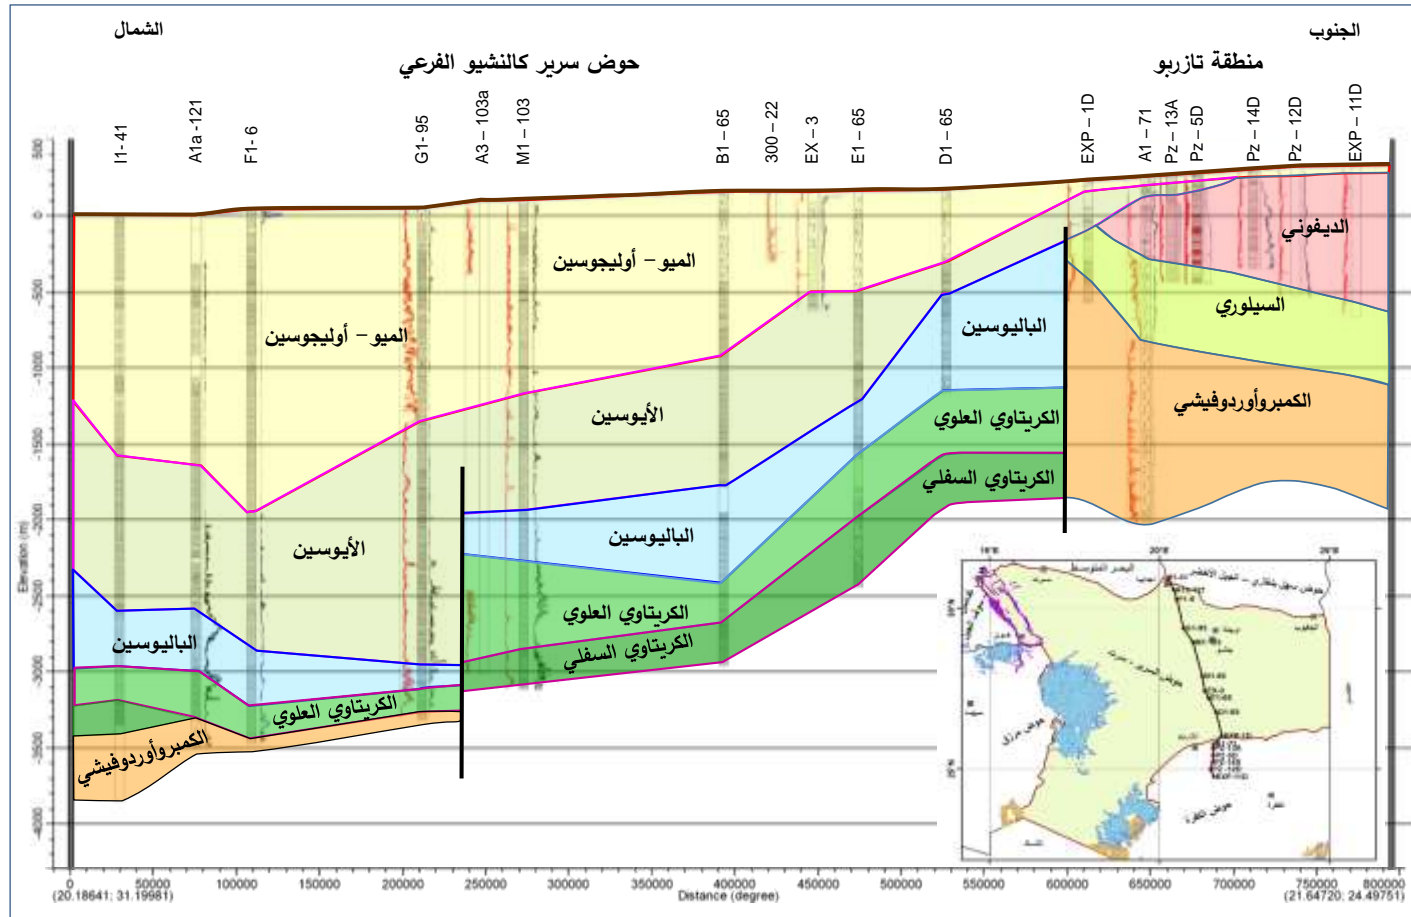 الشمال
الجنوب
حوض سرير كالنشيو الفرعي
منطقة تازربو
I1- 41
A1a -121
F1- 6
G1- 95
A3 – 103a
M1 – 103
B1 – 65
300 – 22
EX – 3
E1 – 65
D1 – 65
EXP – 1D
A1 – 71
Pz – 13A
Pz – 5D
Pz – 14D
Pz – 12D
EXP – 11D
500
0
-500
-1000
-1500
-2000
-2500
-3000
-3500
-4000
Elevation (m)
الميو- أوليجوسين
الميو- أوليجوسين
الديفوني
السيلوري
الباليوسين
الكمبروأوردوفيشي
الأيوسين
الكريتاوي العلوي
الكريتاوي السفلي
الأيوسين
الباليوسين
الكريتاوي العلوي
الكريتاوي السفلي
الباليوسين
الكريتاوي العلوي
الكمبروأوردوفيشي
البحر المتوسط
حوض مرزق
حوض الكفرة
0 50000 100000 150000 200000 250000 300000 350000 400000 450000 500000 550000 600000 650000 700000 750000 800000
(20.18641; 31.19981)
Distance (degree)
(21.64720; 24.49751)